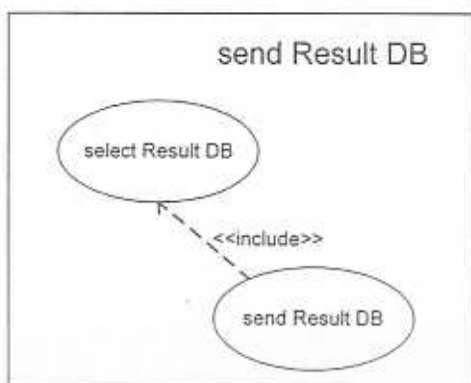 send Result DB
select Result DB
<<include>>
send Result DB